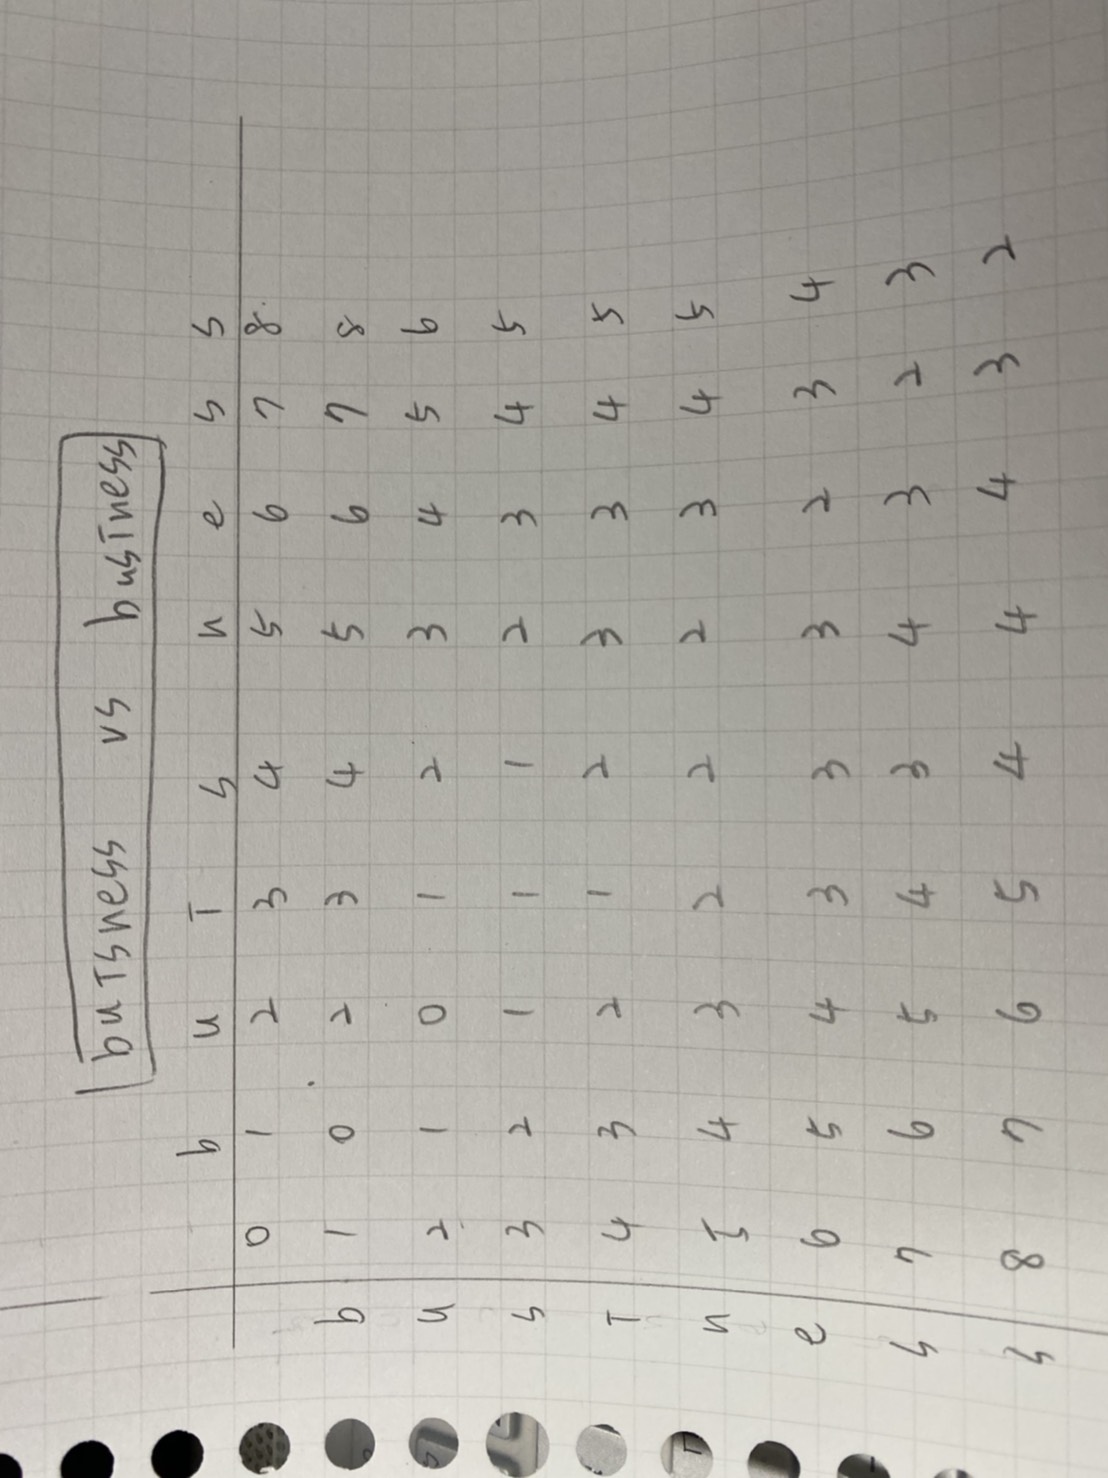 buisness vs business
b u i s n e s s
0 1 2 3 4 5 6 7 8
b 1 0 2 3 4 5 6 7 8
u 2 1 0 1 2 3 4 5 6
s 3 2 1 1 1 2 3 4 5
i 4 3 2 1 2 3 3 4 5
n 5 4 3 2 2 2 3 4 5
e 6 5 4 3 3 3 2 3 4
s 7 6 5 4 3 4 3 2 3
s 8 7 6 5 4 4 4 3 2